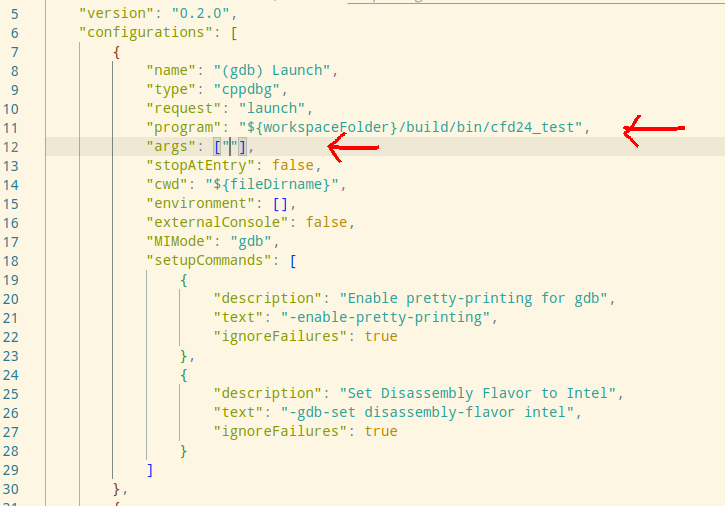 5 "version": "0.2.0",
6 "configurations": [
7 {
8 "name": "(gdb) Launch",
9 "type": "cppdbg",
10 "request": "launch",
11 "program": "${workspaceFolder}/build/bin/cfd24_test",
12 "args": [""],
13 "stopAtEntry": false,
14 "cwd": "${fileDirname}",
15 "environment": [],
16 "externalConsole": false,
17 "MIMode": "gdb",
18 "setupCommands": [
19 {
20 "description": "Enable pretty-printing for gdb",
21 "text": "-enable-pretty-printing",
22 "ignoreFailures": true
23 },
24 {
25 "description": "Set Disassembly Flavor to Intel",
26 "text": "-gdb-set disassembly-flavor intel",
27 "ignoreFailures": true
28 }
29 ]
30 },